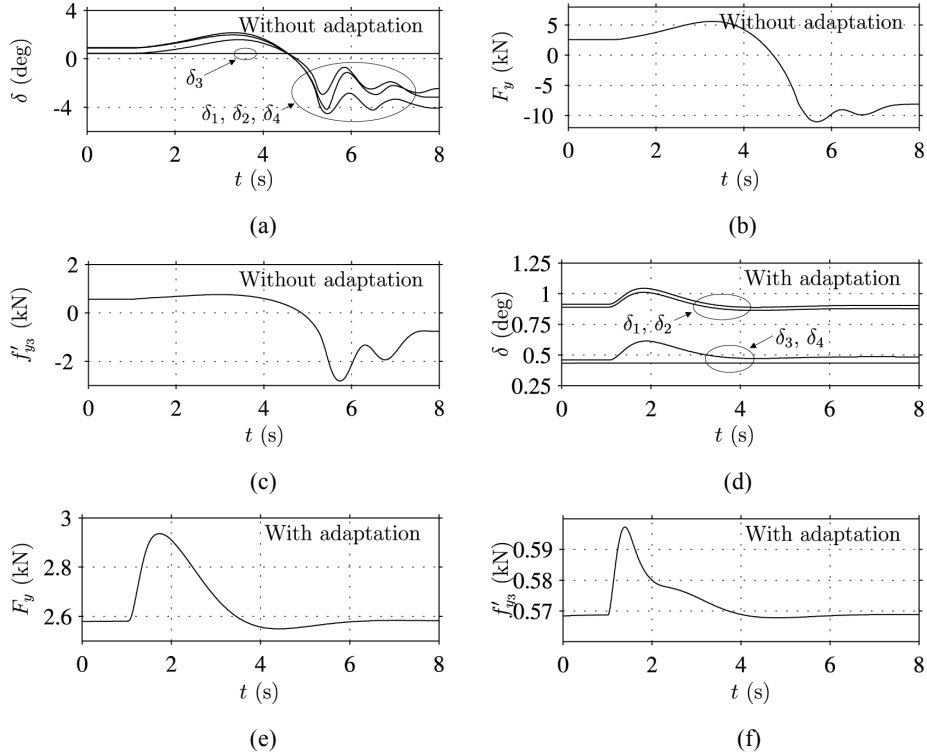 4
0
-4
δ (deg)
Without adaptation
δ₃
δ₁, δ₂, δ₄
0 2 4 6 8
t (s)
(a)
5
0
-5
-10
F_y (kN)
Without adaptation
0 2 4 6 8
t (s)
(b)
2
0
-2
f'_y₃ (kN)
Without adaptation
0 2 4 6 8
t (s)
(c)
1.25
1
0.75
0.5
0.25
δ (deg)
With adaptation
δ₁, δ₂
δ₃, δ₄
0 2 4 6 8
t (s)
(d)
3
2.8
2.6
F_y (kN)
With adaptation
0 2 4 6 8
t (s)
(e)
0.59
0.58
0.57
f'_y₃ (kN)
With adaptation
0 2 4 6 8
t (s)
(f)